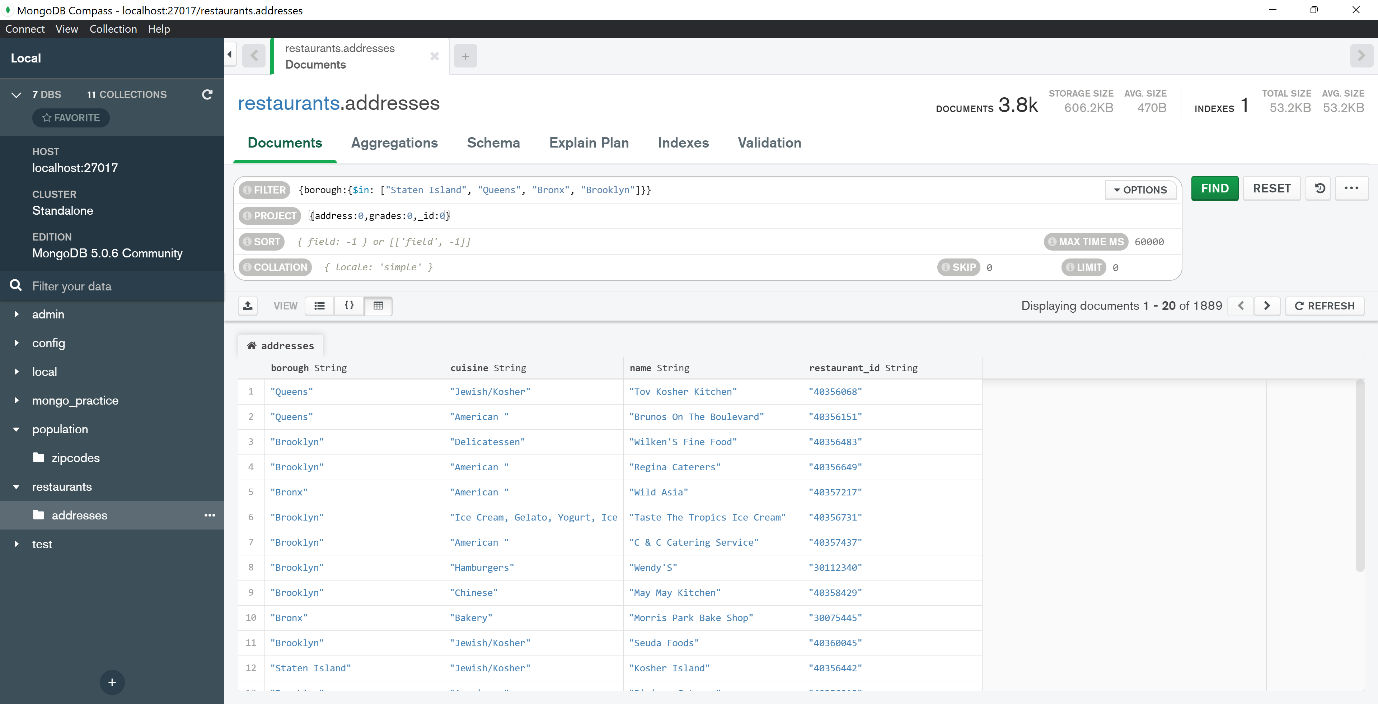 MongoDB Compass - localhost:27017/restaurants.addresses
Connect View Collection Help
Local
7 DBS 11 COLLECTIONS
FAVORITE
HOST
localhost:27017
CLUSTER
Standalone
EDITION
MongoDB 5.0.6 Community
Filter your data
admin
config
local
mongo_practice
population
zipcodes
restaurants
addresses
test
restaurants.addresses
Documents
restaurants.addresses
DOCUMENTS 3.8k STORAGE SIZE 606.2KB AVG. SIZE 470B INDEXES 1 TOTAL SIZE 53.2KB AVG. SIZE 53.2KB
Documents Aggregations Schema Explain Plan Indexes Validation
FILTER {borough:{$in: ["Staten Island", "Queens", "Bronx", "Brooklyn"]}} OPTIONS FIND RESET
PROJECT {address:0,grades:0,_id:0}
SORT { field: -1 } or [['field', -1]] MAX TIME MS 60000
COLLATION { locale: 'simple' } SKIP 0 LIMIT 0
VIEW {} Displaying documents 1 - 20 of 1889 REFRESH
addresses
borough String cuisine String name String restaurant_id String
1 "Queens" "Jewish/Kosher" "Tov Kosher Kitchen" "40356068"
2 "Queens" "American " "Brunos On The Boulevard" "40356151"
3 "Brooklyn" "Delicatessen" "Wilken'S Fine Food" "40356483"
4 "Brooklyn" "American " "Regina Caterers" "40356649"
5 "Bronx" "American " "Wild Asia" "40357217"
6 "Brooklyn" "Ice Cream, Gelato, Yogurt, Ice "Taste The Tropics Ice Cream" "40356731"
7 "Brooklyn" "American " "C & C Catering Service" "40357437"
8 "Brooklyn" "Hamburgers" "Wendy'S" "30112340"
9 "Brooklyn" "Chinese" "May May Kitchen" "40358429"
10 "Bronx" "Bakery" "Morris Park Bake Shop" "30075445"
11 "Brooklyn" "Jewish/Kosher" "Seuda Foods" "40360045"
12 "Staten Island" "Jewish/Kosher" "Kosher Island" "40356442"